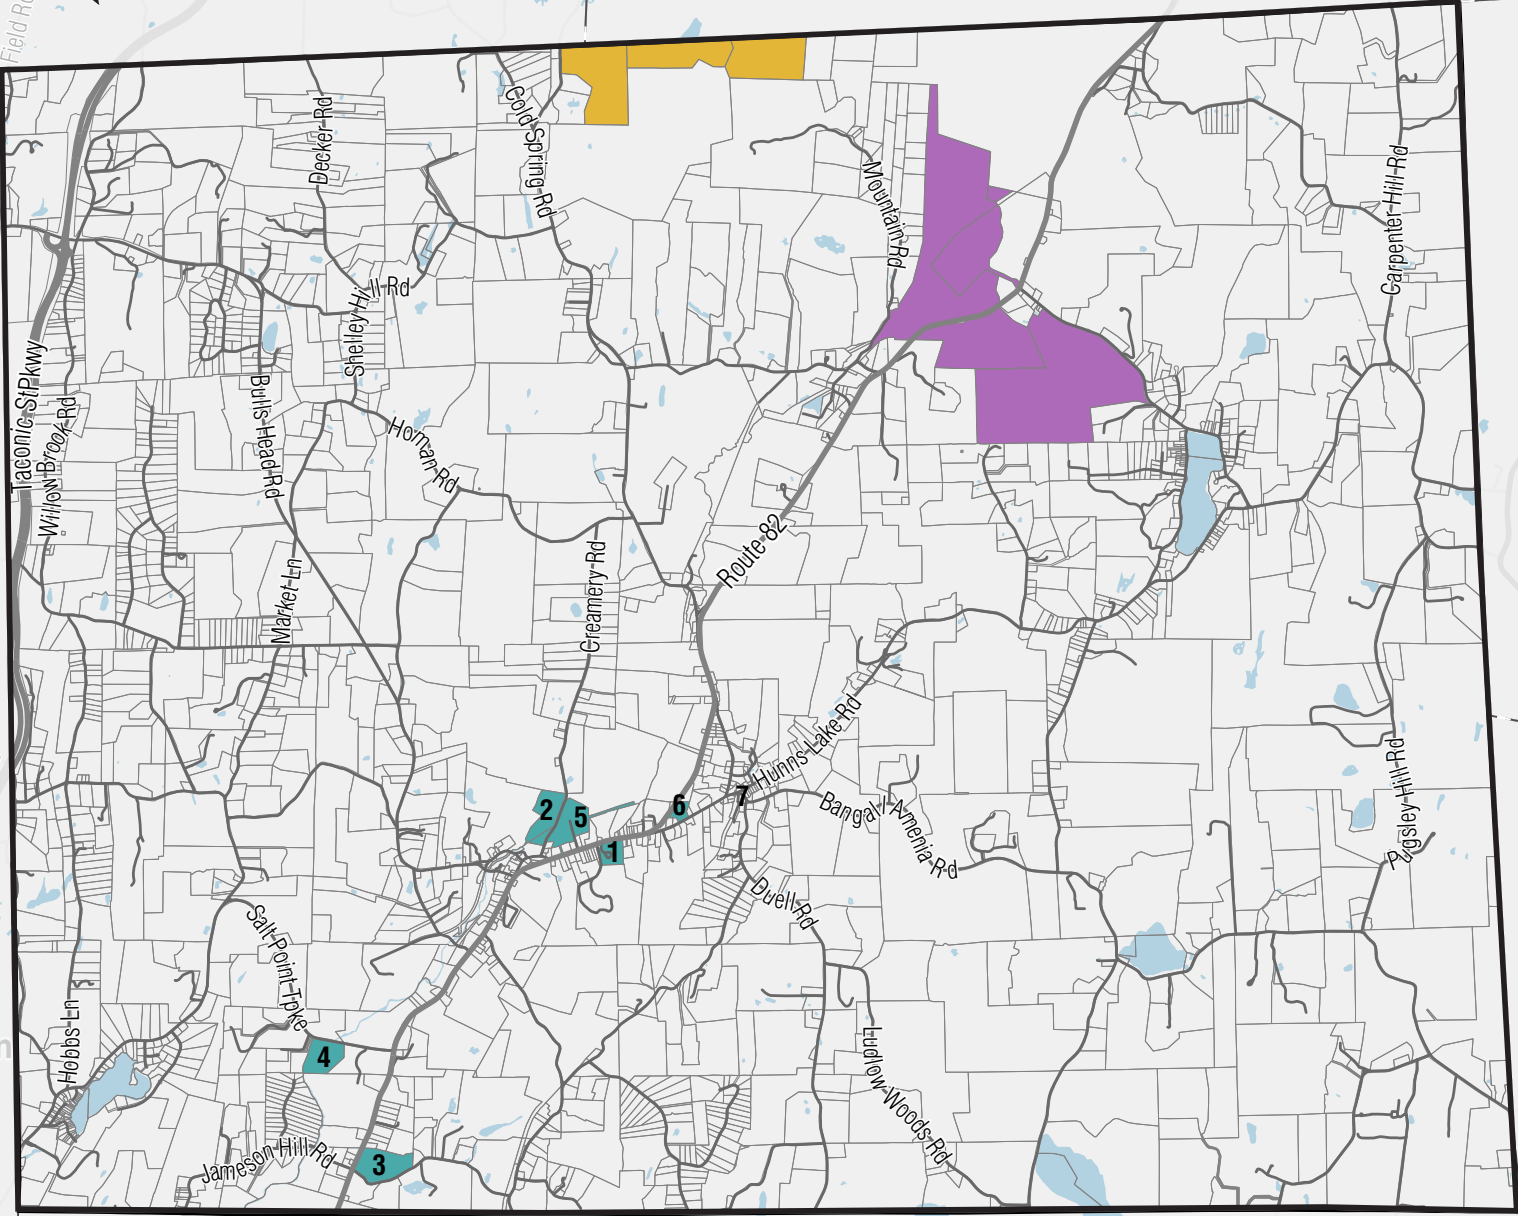 Field Rd
Decker Rd
Cold Spring Rd
Mountain Rd
Carpenter Hill Rd
Shelley Hill Rd
Taconic St Pkwy
Willow Brook Rd
Bulls Head Rd
Homan Rd
Route 82
Market Ln
Creamery Rd
Hunns Lake Rd
Bangall Amenia Rd
Pugsley Hill Rd
2
5
6
7
1
Duell Rd
Salt Point Tpke
Hobbs Ln
4
Ludlow Woods Rd
Jameson Hill Rd
3